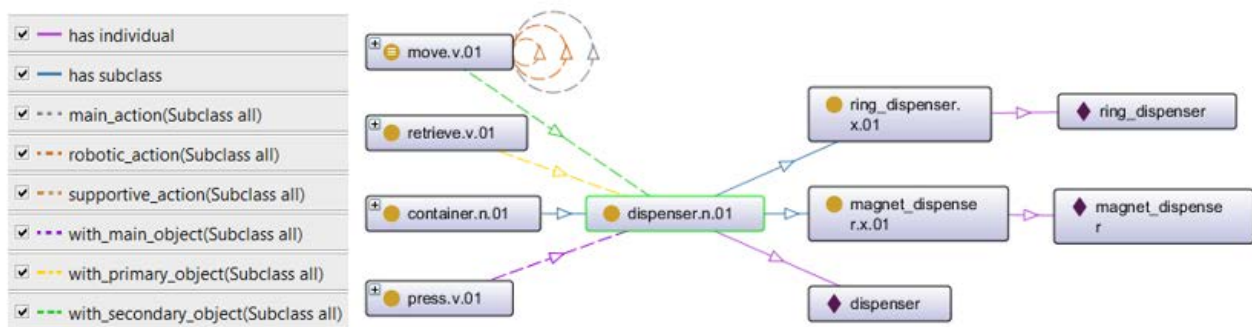 has individual
has subclass
main_action(Subclass all)
robotic_action(Subclass all)
supportive_action(Subclass all)
with_main_object(Subclass all)
with_primary_object(Subclass all)
with_secondary_object(Subclass all)
move.v.01
retrieve.v.01
container.n.01
press.v.01
dispenser.n.01
ring_dispenser.
x.01
magnet_dispense
r.x.01
dispenser
ring_dispenser
magnet_dispense
r